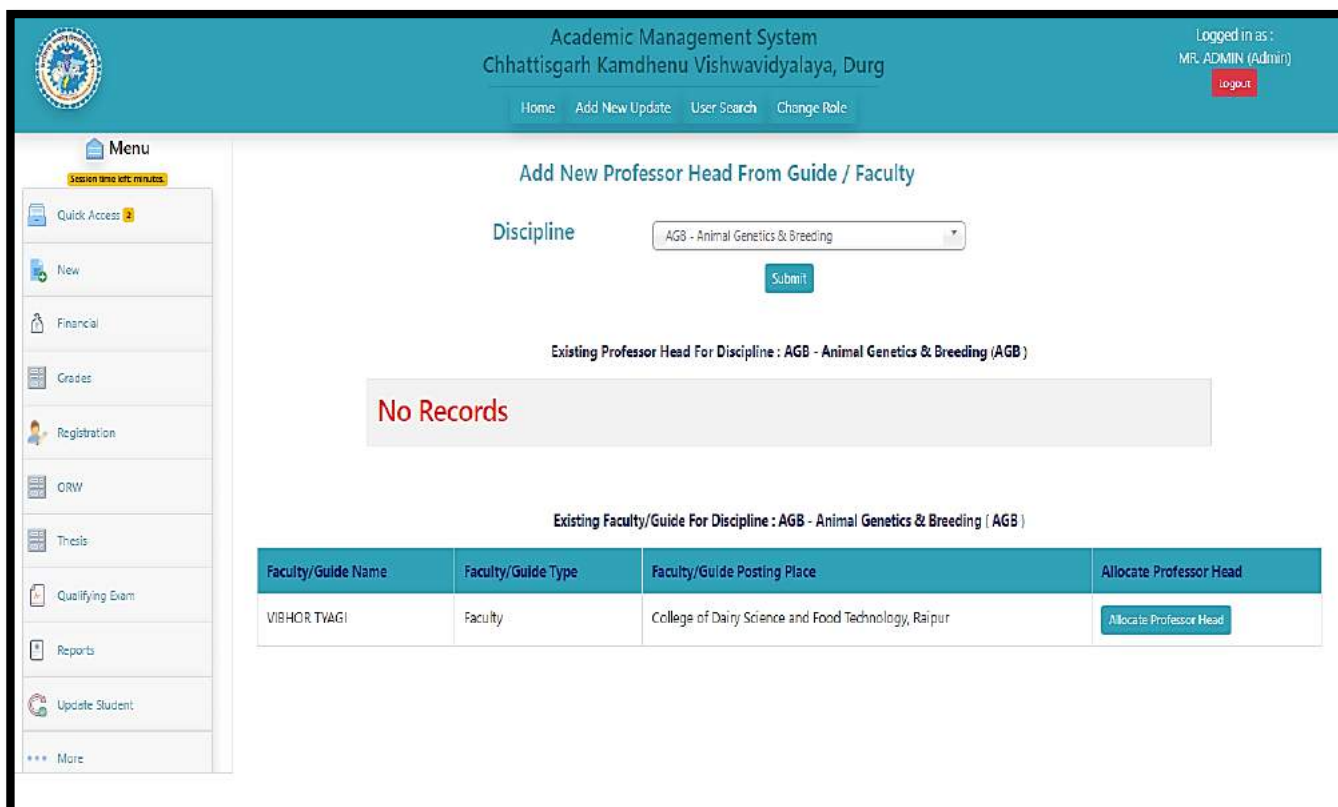 Academic Management System
Chhattisgarh Kamdhenu Vishwavidyalaya, Durg
Home Add New Update User Search Change Role
Logged in as :
MR. ADMIN (Admin)
Logout
Menu
Session time left: minutes.
Quick Access 2
New
Financial
Grades
Registration
ORW
Thesis
Qualifying Exam
Reports
Update Student
More
Add New Professor Head From Guide / Faculty
Discipline AGB - Animal Genetics & Breeding
Submit
Existing Professor Head For Discipline : AGB - Animal Genetics & Breeding (AGB )
No Records
Existing Faculty/Guide For Discipline : AGB - Animal Genetics & Breeding ( AGB )
Faculty/Guide Name Faculty/Guide Type Faculty/Guide Posting Place Allocate Professor Head
VIBHOR TYAGI Faculty College of Dairy Science and Food Technology, Raipur Allocate Professor Head